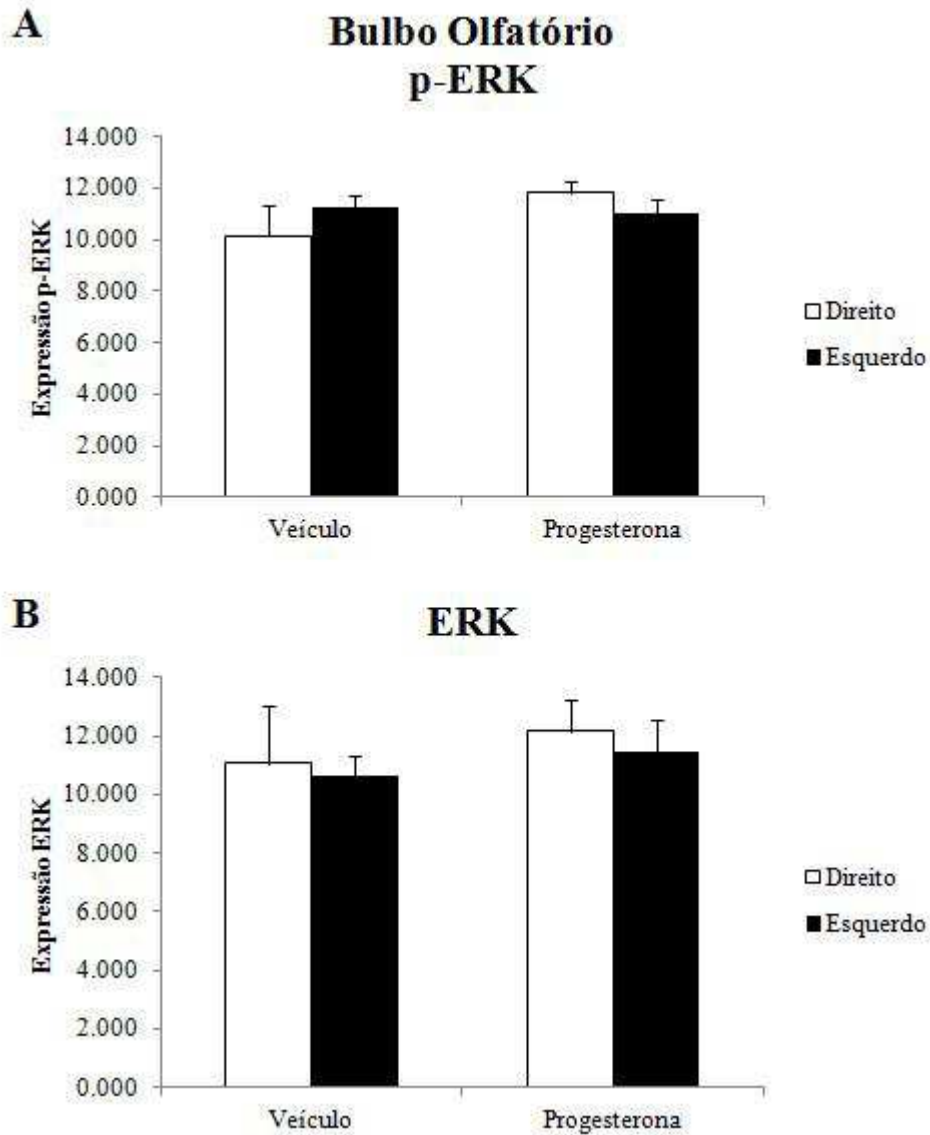 A
Bulbo Olfatório
p-ERK
Expressão p-ERK
14.000
12.000
10.000
8.000
6.000
4.000
2.000
0.000
Veículo
Progesterona
Direito
Esquerdo
B
ERK
Expressão ERK
14.000
12.000
10.000
8.000
6.000
4.000
2.000
0.000
Veículo
Progesterona
Direito
Esquerdo